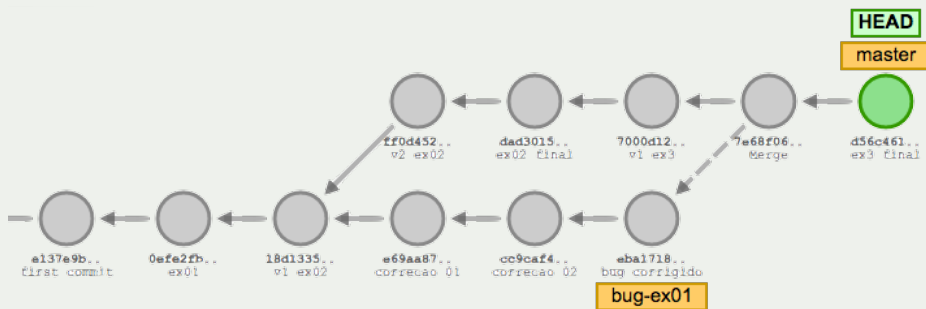 HEAD
master
ff0d452..
v2 ex02
dad3015..
ex02 final
7000d12..
v1 ex3
7e68f06..
Merge
d56c461..
ex3 final
e137e9b..
first commit
0efe2fb..
ex01
18d1335..
v1 ex02
e69aa87..
correcao 01
cc9caf4..
correcao 02
eba1718..
bug corrigido
bug-ex01